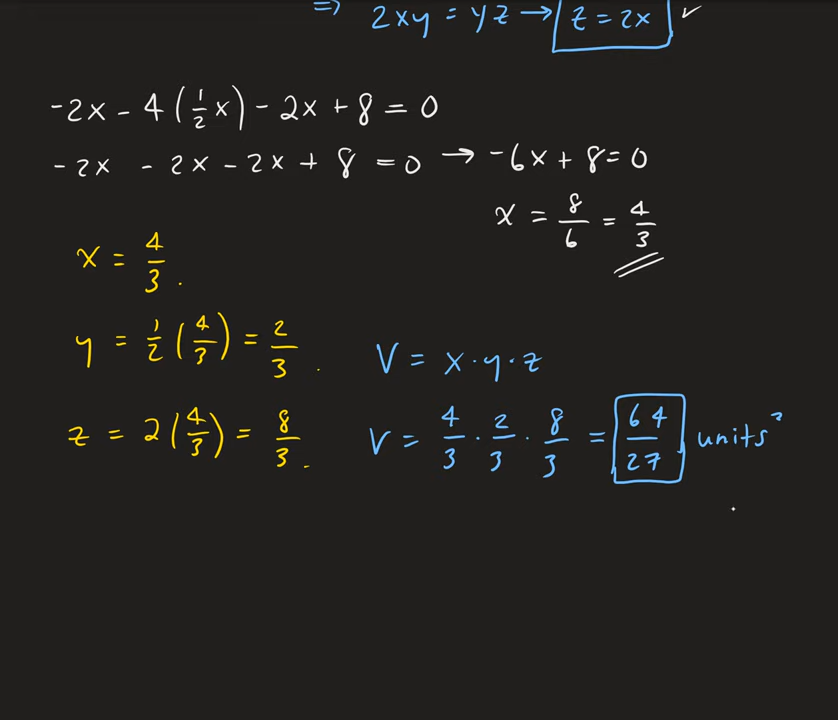 ⇒ 2xy = yz → z = 2x ✓
-2x - 4(1/2 x) - 2x + 8 = 0
-2x - 2x - 2x + 8 = 0 → -6x + 8 = 0
x = 8/6 = 4/3
x = 4/3.
y = 1/2 (4/3) = 2/3.
V = x · y · z
z = 2(4/3) = 8/3.
V = 4/3 · 2/3 · 8/3 = 64/27 units